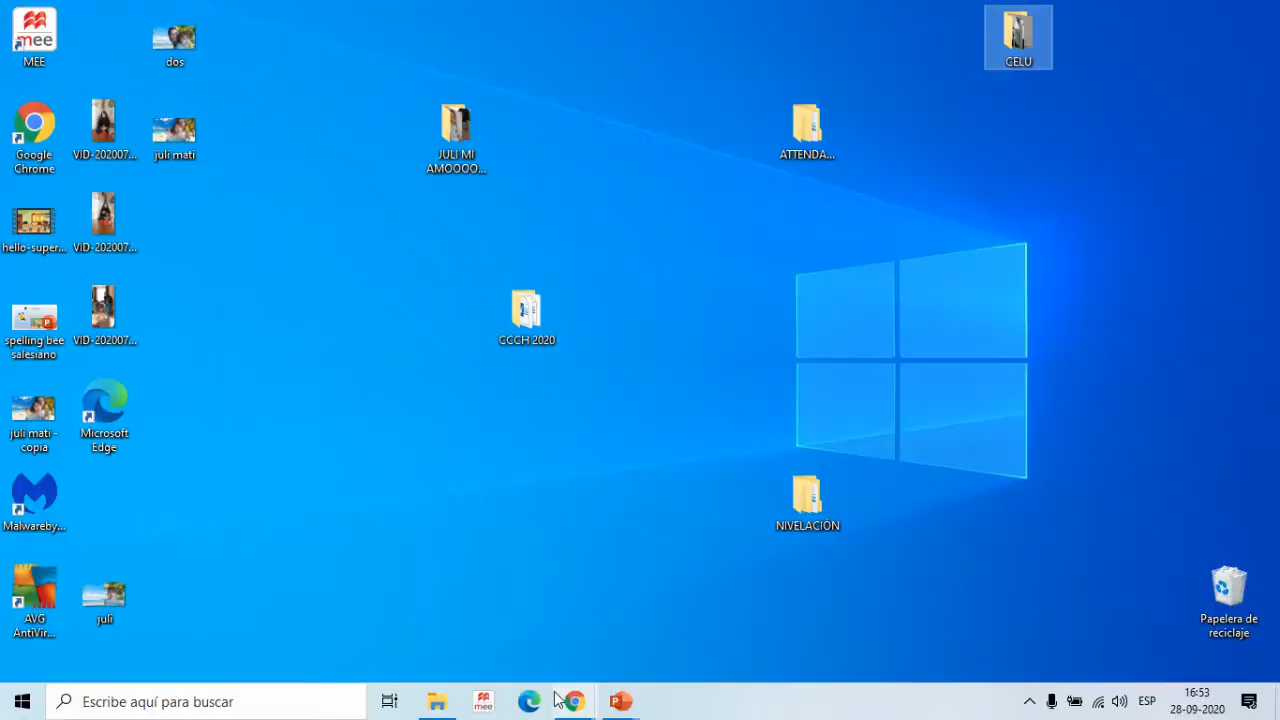 mee
MEE
dos
CELU
Google
Chrome
VID-202007...
juli mati
JULI MI
AMOOOO...
ATTENDA...
hello-super...
VID-202007...
spelling bee
salesiano
VID-202007...
CCCH 2020
juli mati -
copia
Microsoft
Edge
Malwareby...
NIVELACIÓN
AVG
AntiVir...
juli
Papelera de
reciclaje
Escribe aquí para buscar
mee
ESP
16:53
28-09-2020